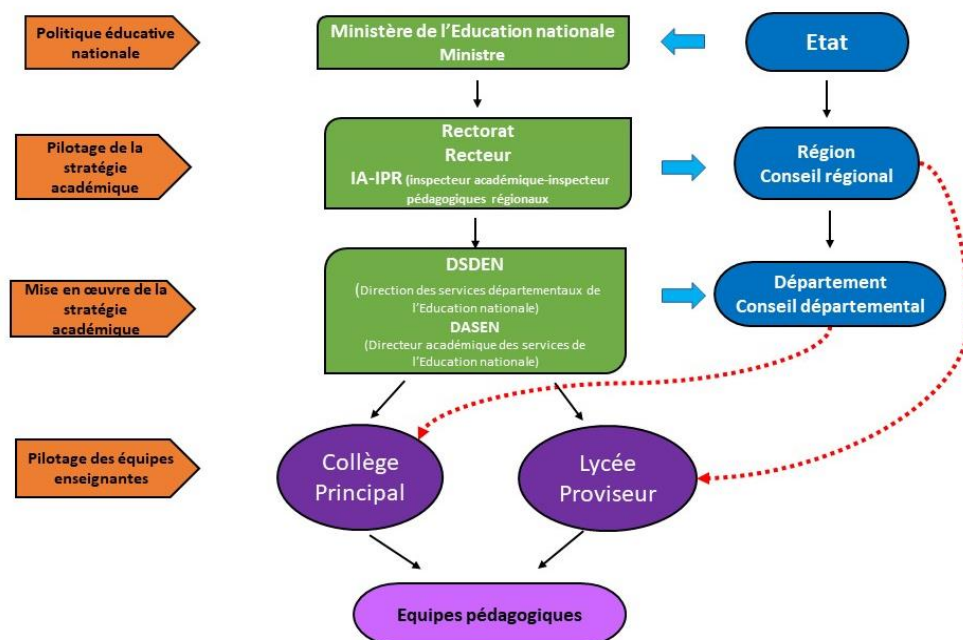 Politique éducative
nationale
Ministère de l'Education nationale
Ministre
Etat
Pilotage de la
stratégie
académique
Rectorat
Recteur
IA-IPR (inspecteur académique-inspecteur
pédagogiques régionaux
Région
Conseil régional
Mise en œuvre de la
stratégie
académique
DSDEN
(Direction des services départementaux de
l'Education nationale)
DASEN
(Directeur académique des services de
l'Education nationale)
Département
Conseil départemental
Pilotage des équipes
enseignantes
Collège
Principal
Lycée
Proviseur
Equipes pédagogiques